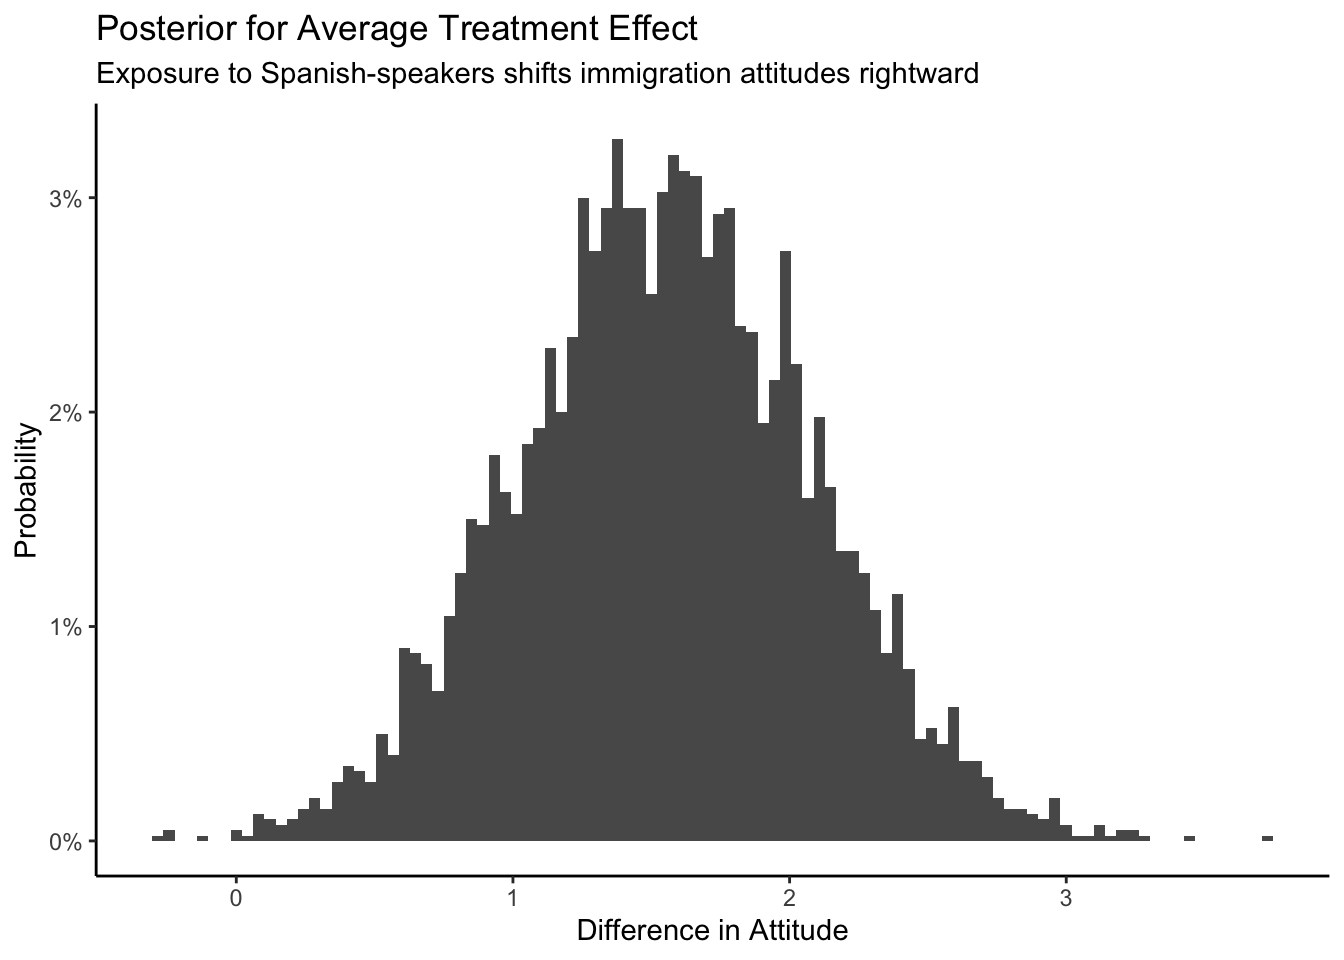 Posterior for Average Treatment Effect
Exposure to Spanish-speakers shifts immigration attitudes rightward
Probability
3%
2%
1%
0%
0 1 2 3
Difference in Attitude